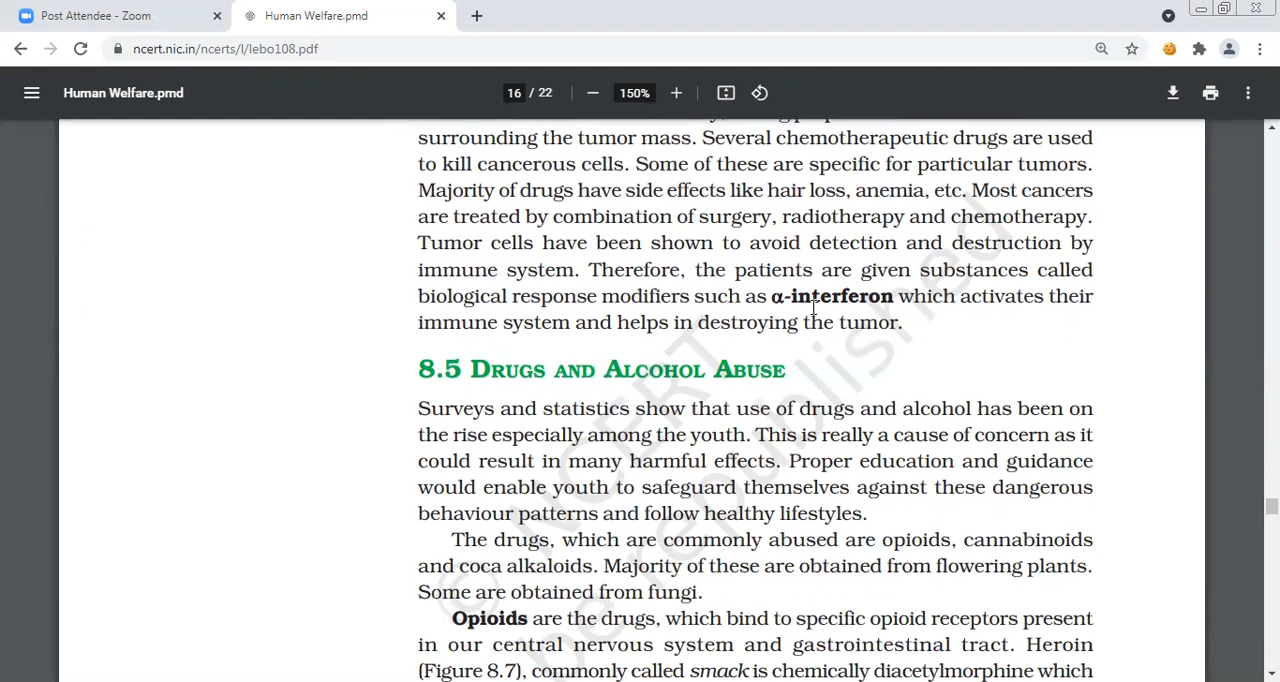 Post Attendee - Zoom
Human Welfare.pmd
ncert.nic.in/ncerts/l/lebo108.pdf
Human Welfare.pmd
16 / 22
150%
surrounding the tumor mass. Several chemotherapeutic drugs are used
to kill cancerous cells. Some of these are specific for particular tumors.
Majority of drugs have side effects like hair loss, anemia, etc. Most cancers
are treated by combination of surgery, radiotherapy and chemotherapy.
Tumor cells have been shown to avoid detection and destruction by
immune system. Therefore, the patients are given substances called
biological response modifiers such as α-interferon which activates their
immune system and helps in destroying the tumor.
8.5 DRUGS AND ALCOHOL ABUSE
Surveys and statistics show that use of drugs and alcohol has been on
the rise especially among the youth. This is really a cause of concern as it
could result in many harmful effects. Proper education and guidance
would enable youth to safeguard themselves against these dangerous
behaviour patterns and follow healthy lifestyles.
The drugs, which are commonly abused are opioids, cannabinoids
and coca alkaloids. Majority of these are obtained from flowering plants.
Some are obtained from fungi.
Opioids are the drugs, which bind to specific opioid receptors present
in our central nervous system and gastrointestinal tract. Heroin
(Figure 8.7), commonly called smack is chemically diacetylmorphine which
© NCERT
be republished